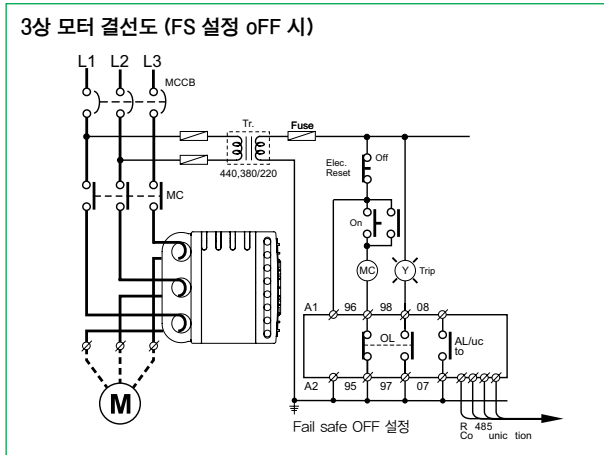 3상 모터 결선도 (FS 설정 oFF 시)
L1 L2 L3
MCCB
Tr.
Fuse
440,380/220
Elec.
Reset
Off
MC
On
MC
Y
Trip
A1 96 98 08
OL
AL/uc
to
A2 95 97 07
M
Fail safe OFF 설정
R 485
Co unic tion